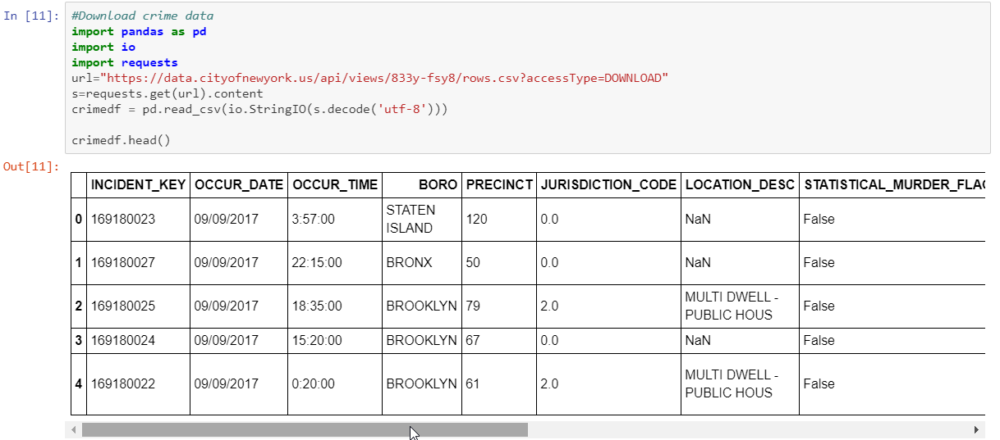 In [11]:
#Download crime data
import pandas as pd
import io
import requests
url="https://data.cityofnewyork.us/api/views/833y-fsy8/rows.csv?accessType=DOWNLOAD"
s=requests.get(url).content
crimedf = pd.read_csv(io.StringIO(s.decode('utf-8')))
crimedf.head()
Out[11]:
INCIDENT_KEY OCCUR_DATE OCCUR_TIME BORO PRECINCT JURISDICTION_CODE LOCATION_DESC STATISTICAL_MURDER_FLAG
0 169180023 09/09/2017 3:57:00 STATEN ISLAND 120 0.0 NaN False
1 169180027 09/09/2017 22:15:00 BRONX 50 0.0 NaN False
2 169180025 09/09/2017 18:35:00 BROOKLYN 79 2.0 MULTI DWELL - PUBLIC HOUS False
3 169180024 09/09/2017 15:20:00 BROOKLYN 67 0.0 NaN False
4 169180022 09/09/2017 0:20:00 BROOKLYN 61 2.0 MULTI DWELL - PUBLIC HOUS False